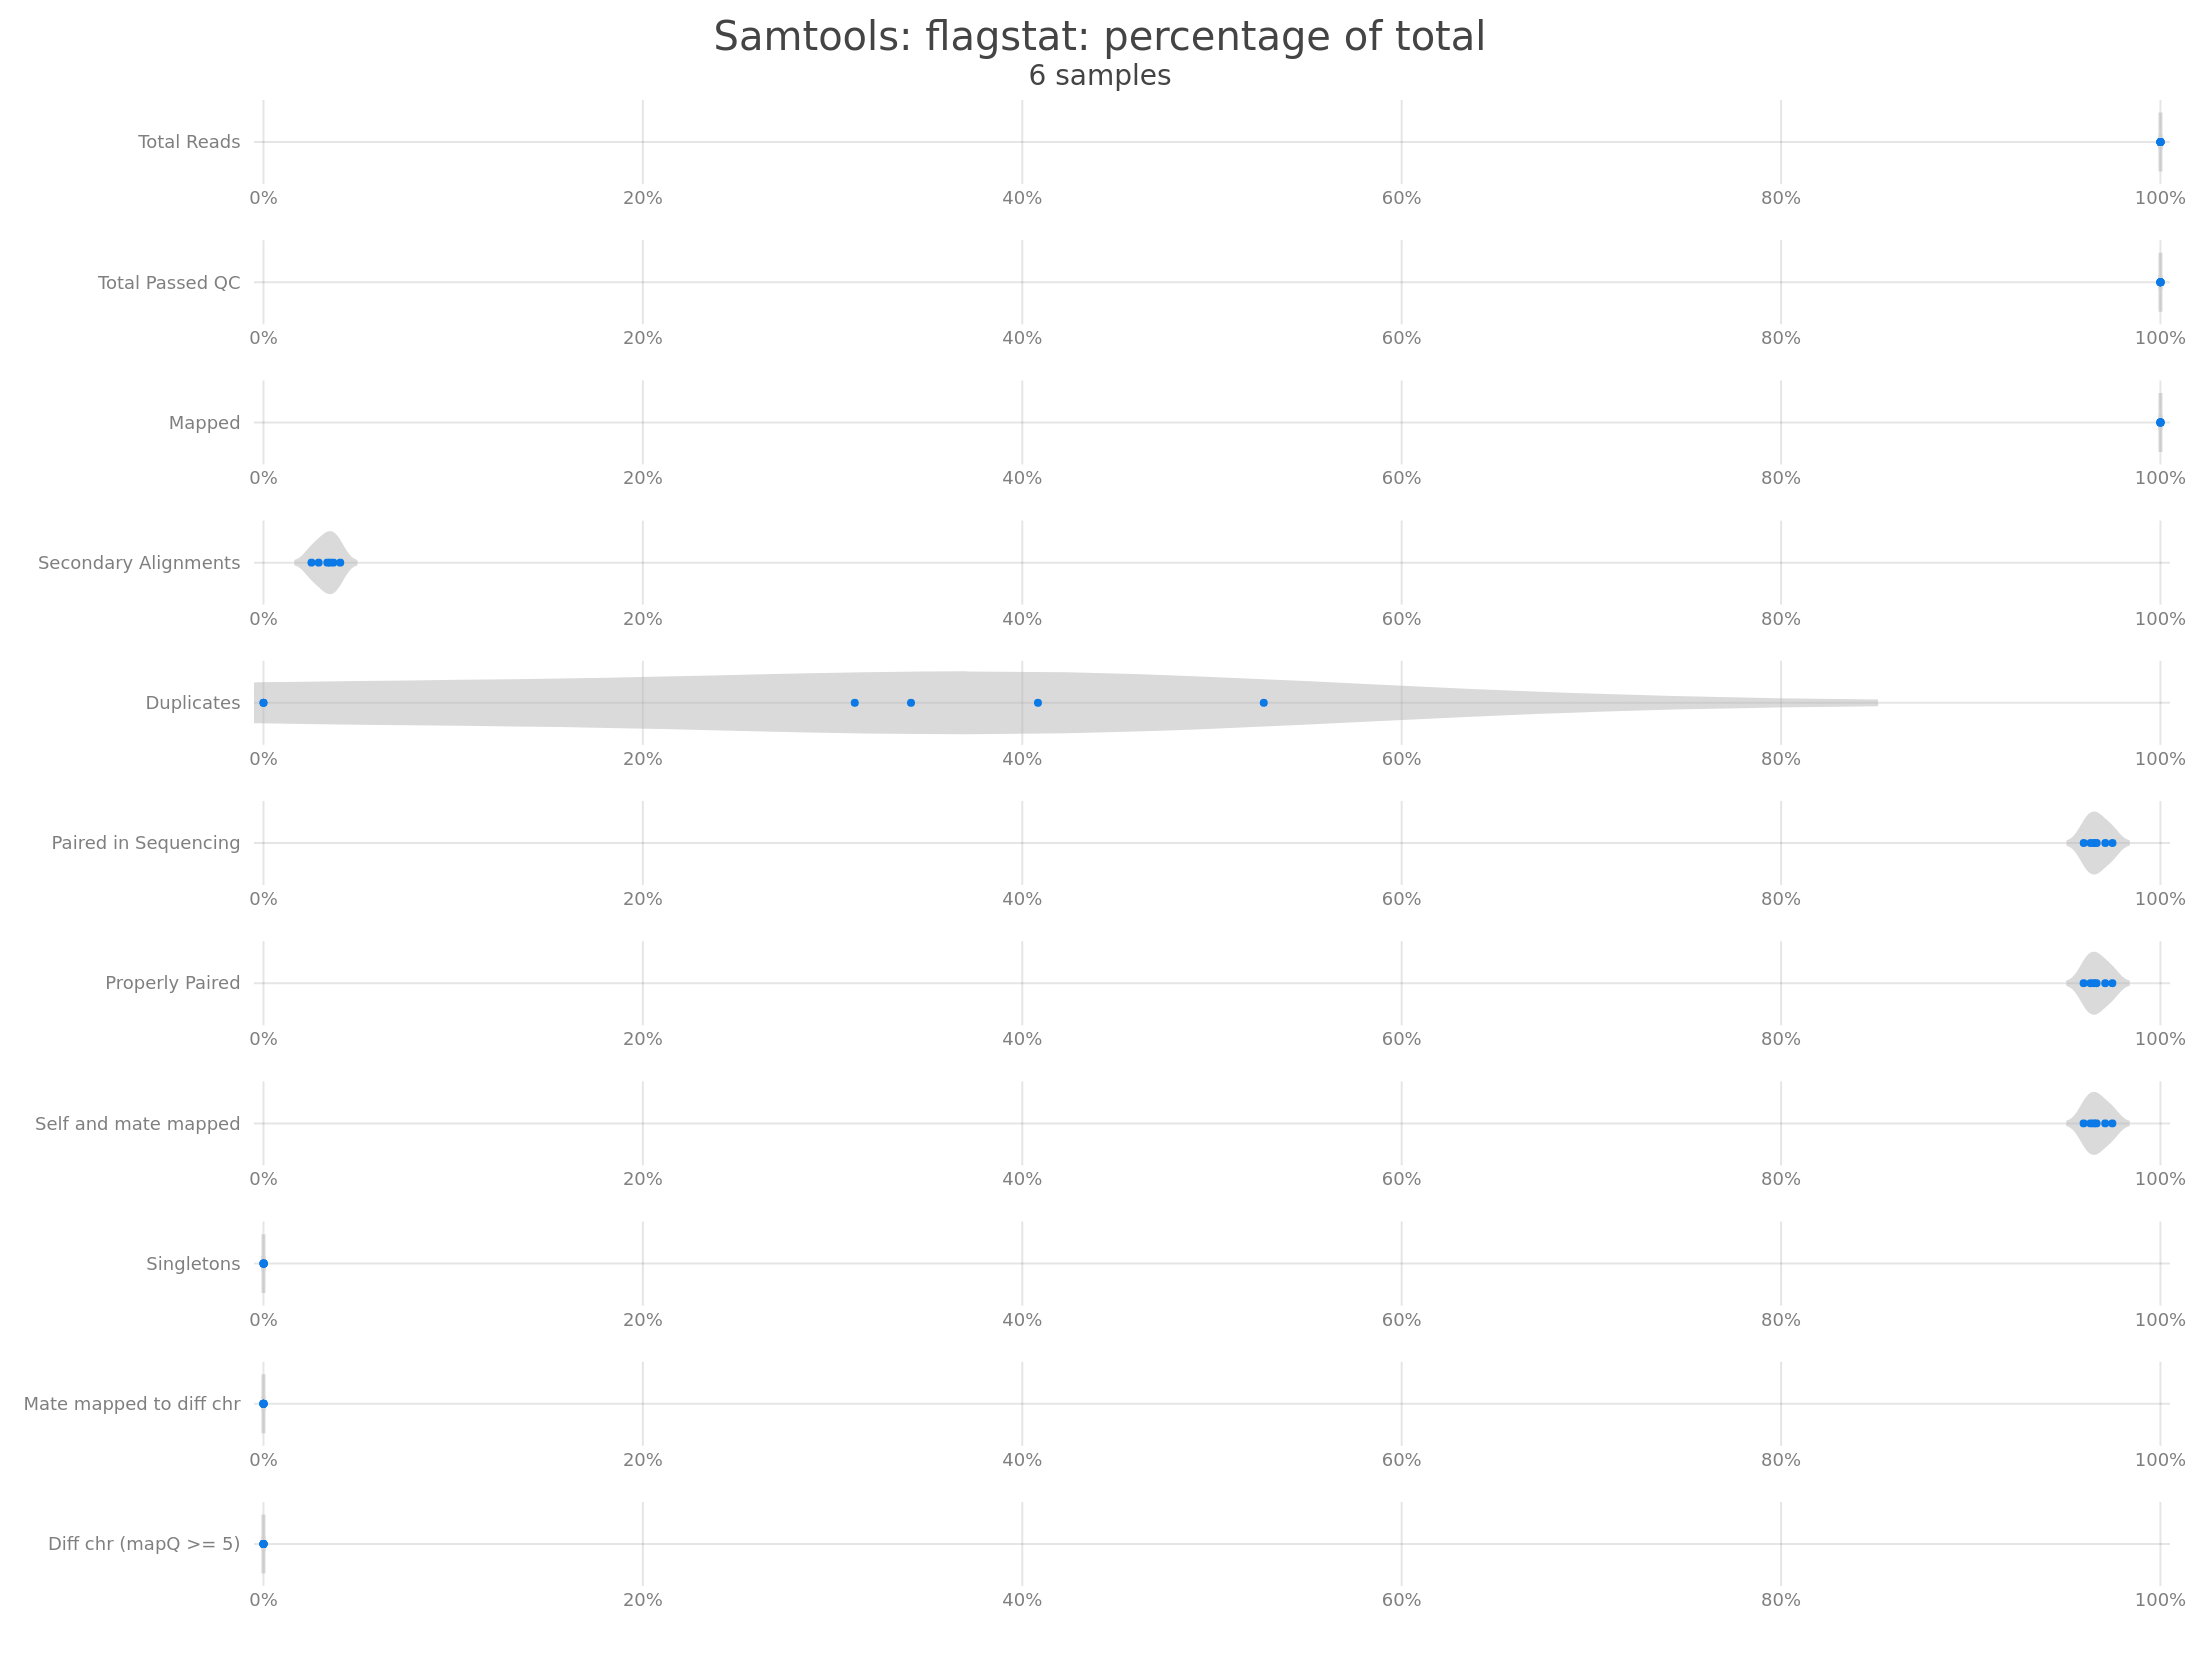 Samtools: flagstat: percentage of total
6 samples
Total Reads
0% 20% 40% 60% 80% 100%
Total Passed QC
0% 20% 40% 60% 80% 100%
Mapped
0% 20% 40% 60% 80% 100%
Secondary Alignments
0% 20% 40% 60% 80% 100%
Duplicates
0% 20% 40% 60% 80% 100%
Paired in Sequencing
0% 20% 40% 60% 80% 100%
Properly Paired
0% 20% 40% 60% 80% 100%
Self and mate mapped
0% 20% 40% 60% 80% 100%
Singletons
0% 20% 40% 60% 80% 100%
Mate mapped to diff chr
0% 20% 40% 60% 80% 100%
Diff chr (mapQ >= 5)
0% 20% 40% 60% 80% 100%